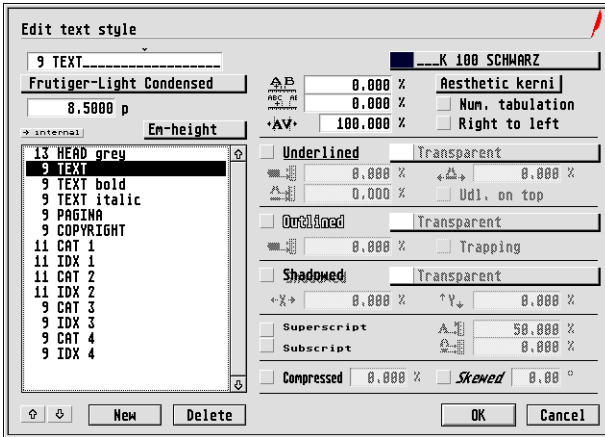 Edit text style
9 TEXT
___K 100 SCHWARZ
Frutiger-Light Condensed
8.5000 p
→ internal
Em-height
AB 0.000 % Aesthetic kerni
0.000 % Num. tabulation
AV 100.000 % Right to left
13 HEAD grey
9 TEXT
9 TEXT bold
9 TEXT italic
9 PAGINA
9 COPYRIGHT
11 CAT 1
11 IDX 1
11 CAT 2
11 IDX 2
9 CAT 3
9 IDX 3
9 CAT 4
9 IDX 4
Underlined Transparent
0.000 % 0.000 %
0.000 % Udl. on top
Outlined Transparent
0.000 % Trapping
Shadowed Transparent
X 0.000 % Y 0.000 %
Superscript 50.000 %
Subscript 0.000 %
Compressed 0.000 % Skewed 0.00 °
New Delete
OK Cancel